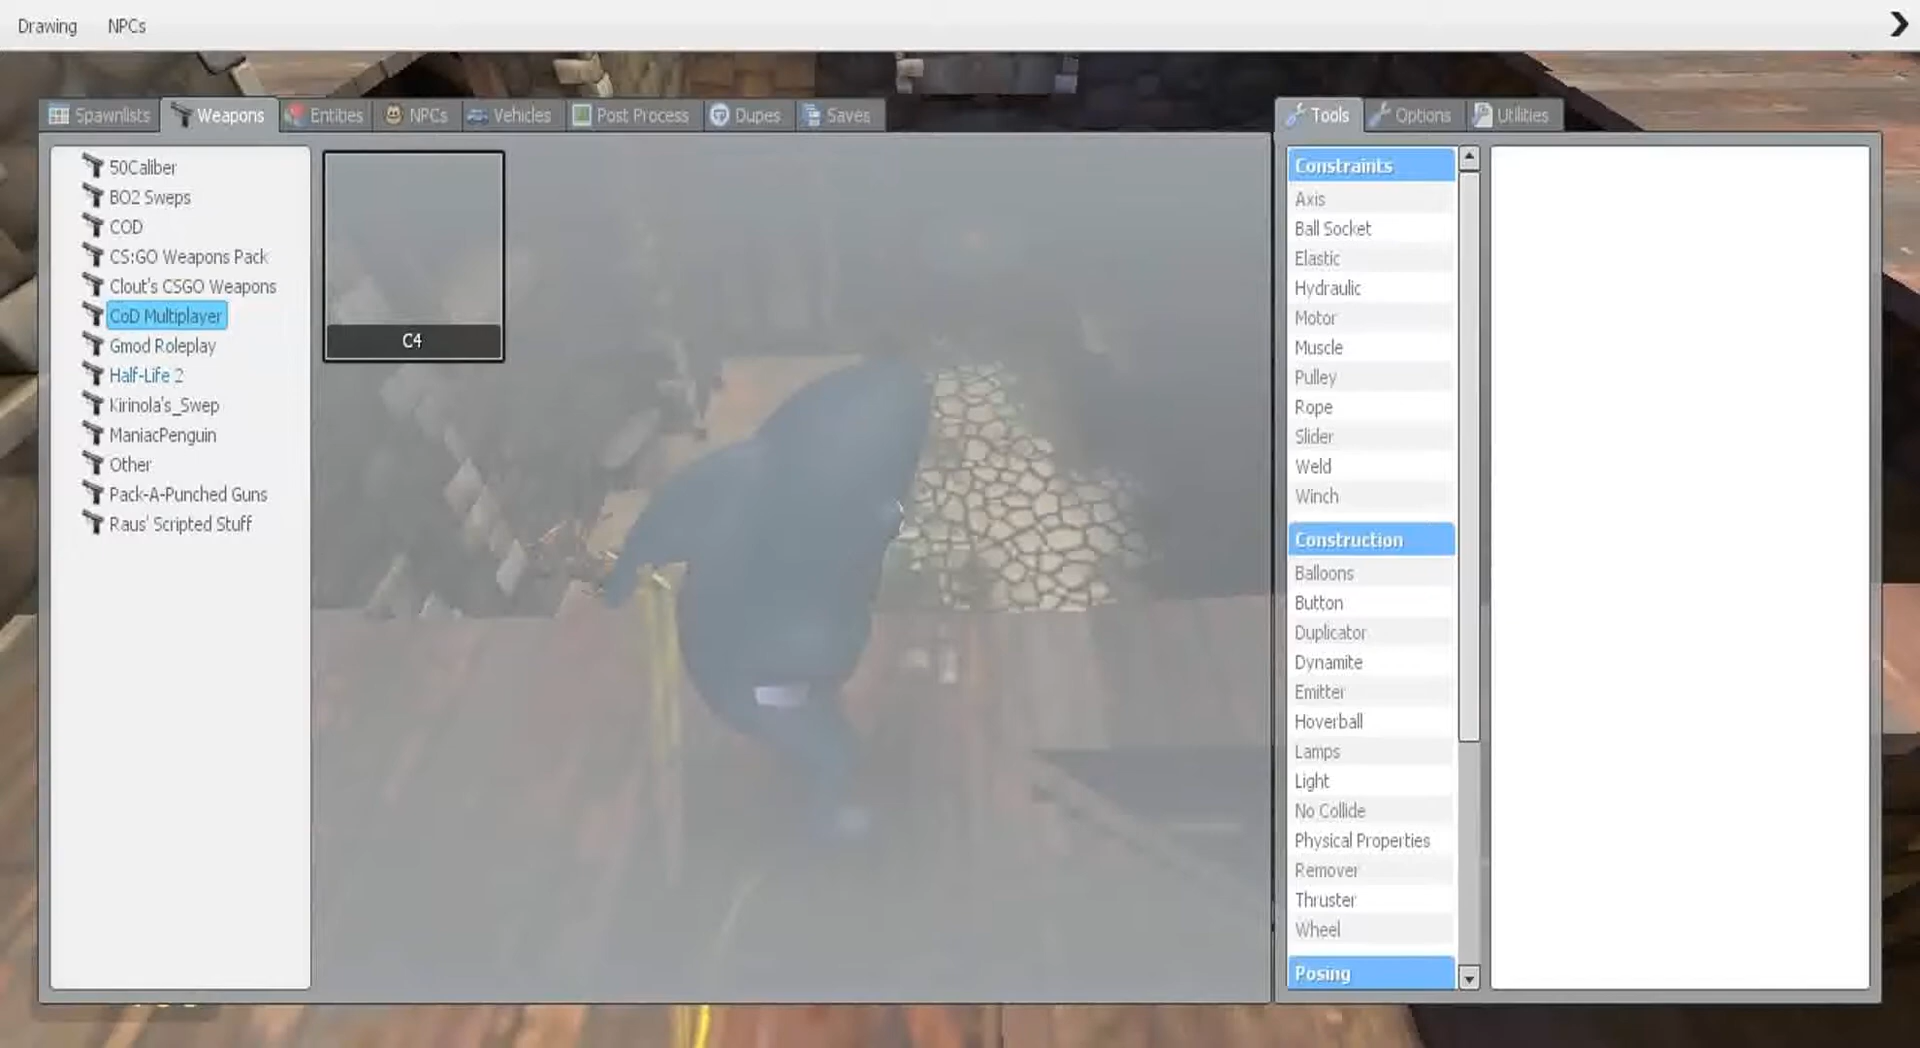 Drawing NPCs
Spawnlists Weapons Entities NPCs Vehicles Post Process Dupes Saves
50Caliber
BO2 Sweps
COD
CS:GO Weapons Pack
Clout's CSGO Weapons
CoD Multiplayer
Gmod Roleplay
Half-Life 2
Kirinola's_Swep
ManiacPenguin
Other
Pack-A-Punched Guns
Raus' Scripted Stuff
C4
Tools Options Utilities
Constraints
Axis
Ball Socket
Elastic
Hydraulic
Motor
Muscle
Pulley
Rope
Slider
Weld
Winch
Construction
Balloons
Button
Duplicator
Dynamite
Emitter
Hoverball
Lamps
Light
No Collide
Physical Properties
Remover
Thruster
Wheel
Posing